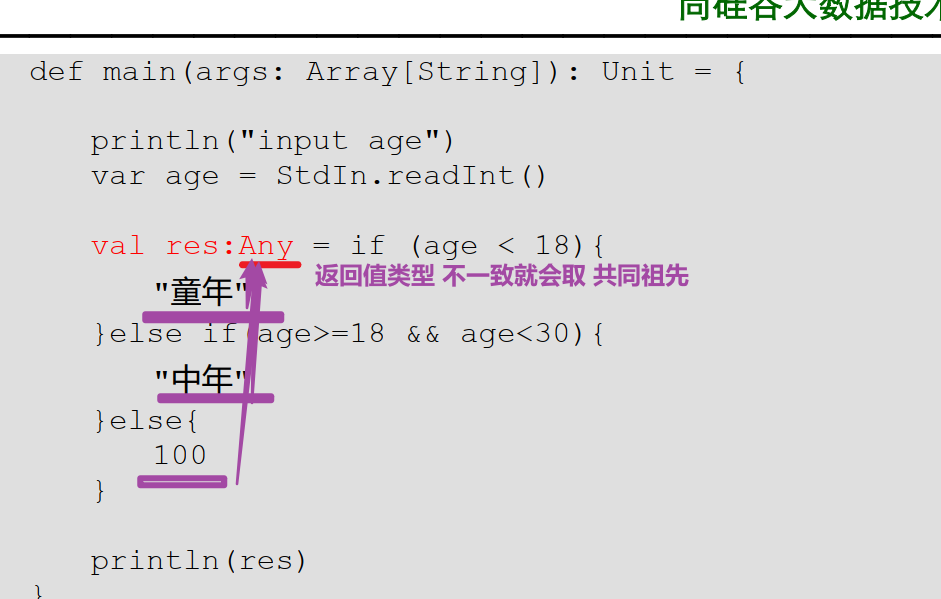 尚硅谷大数据技术
def main(args: Array[String]): Unit = {
println("input age")
var age = StdIn.readInt()
val res:Any = if (age < 18){
返回值类型 不一致就会取 共同祖先
"童年"
}else if(age>=18 && age<30){
"中年"
}else{
100
}
println(res)
}